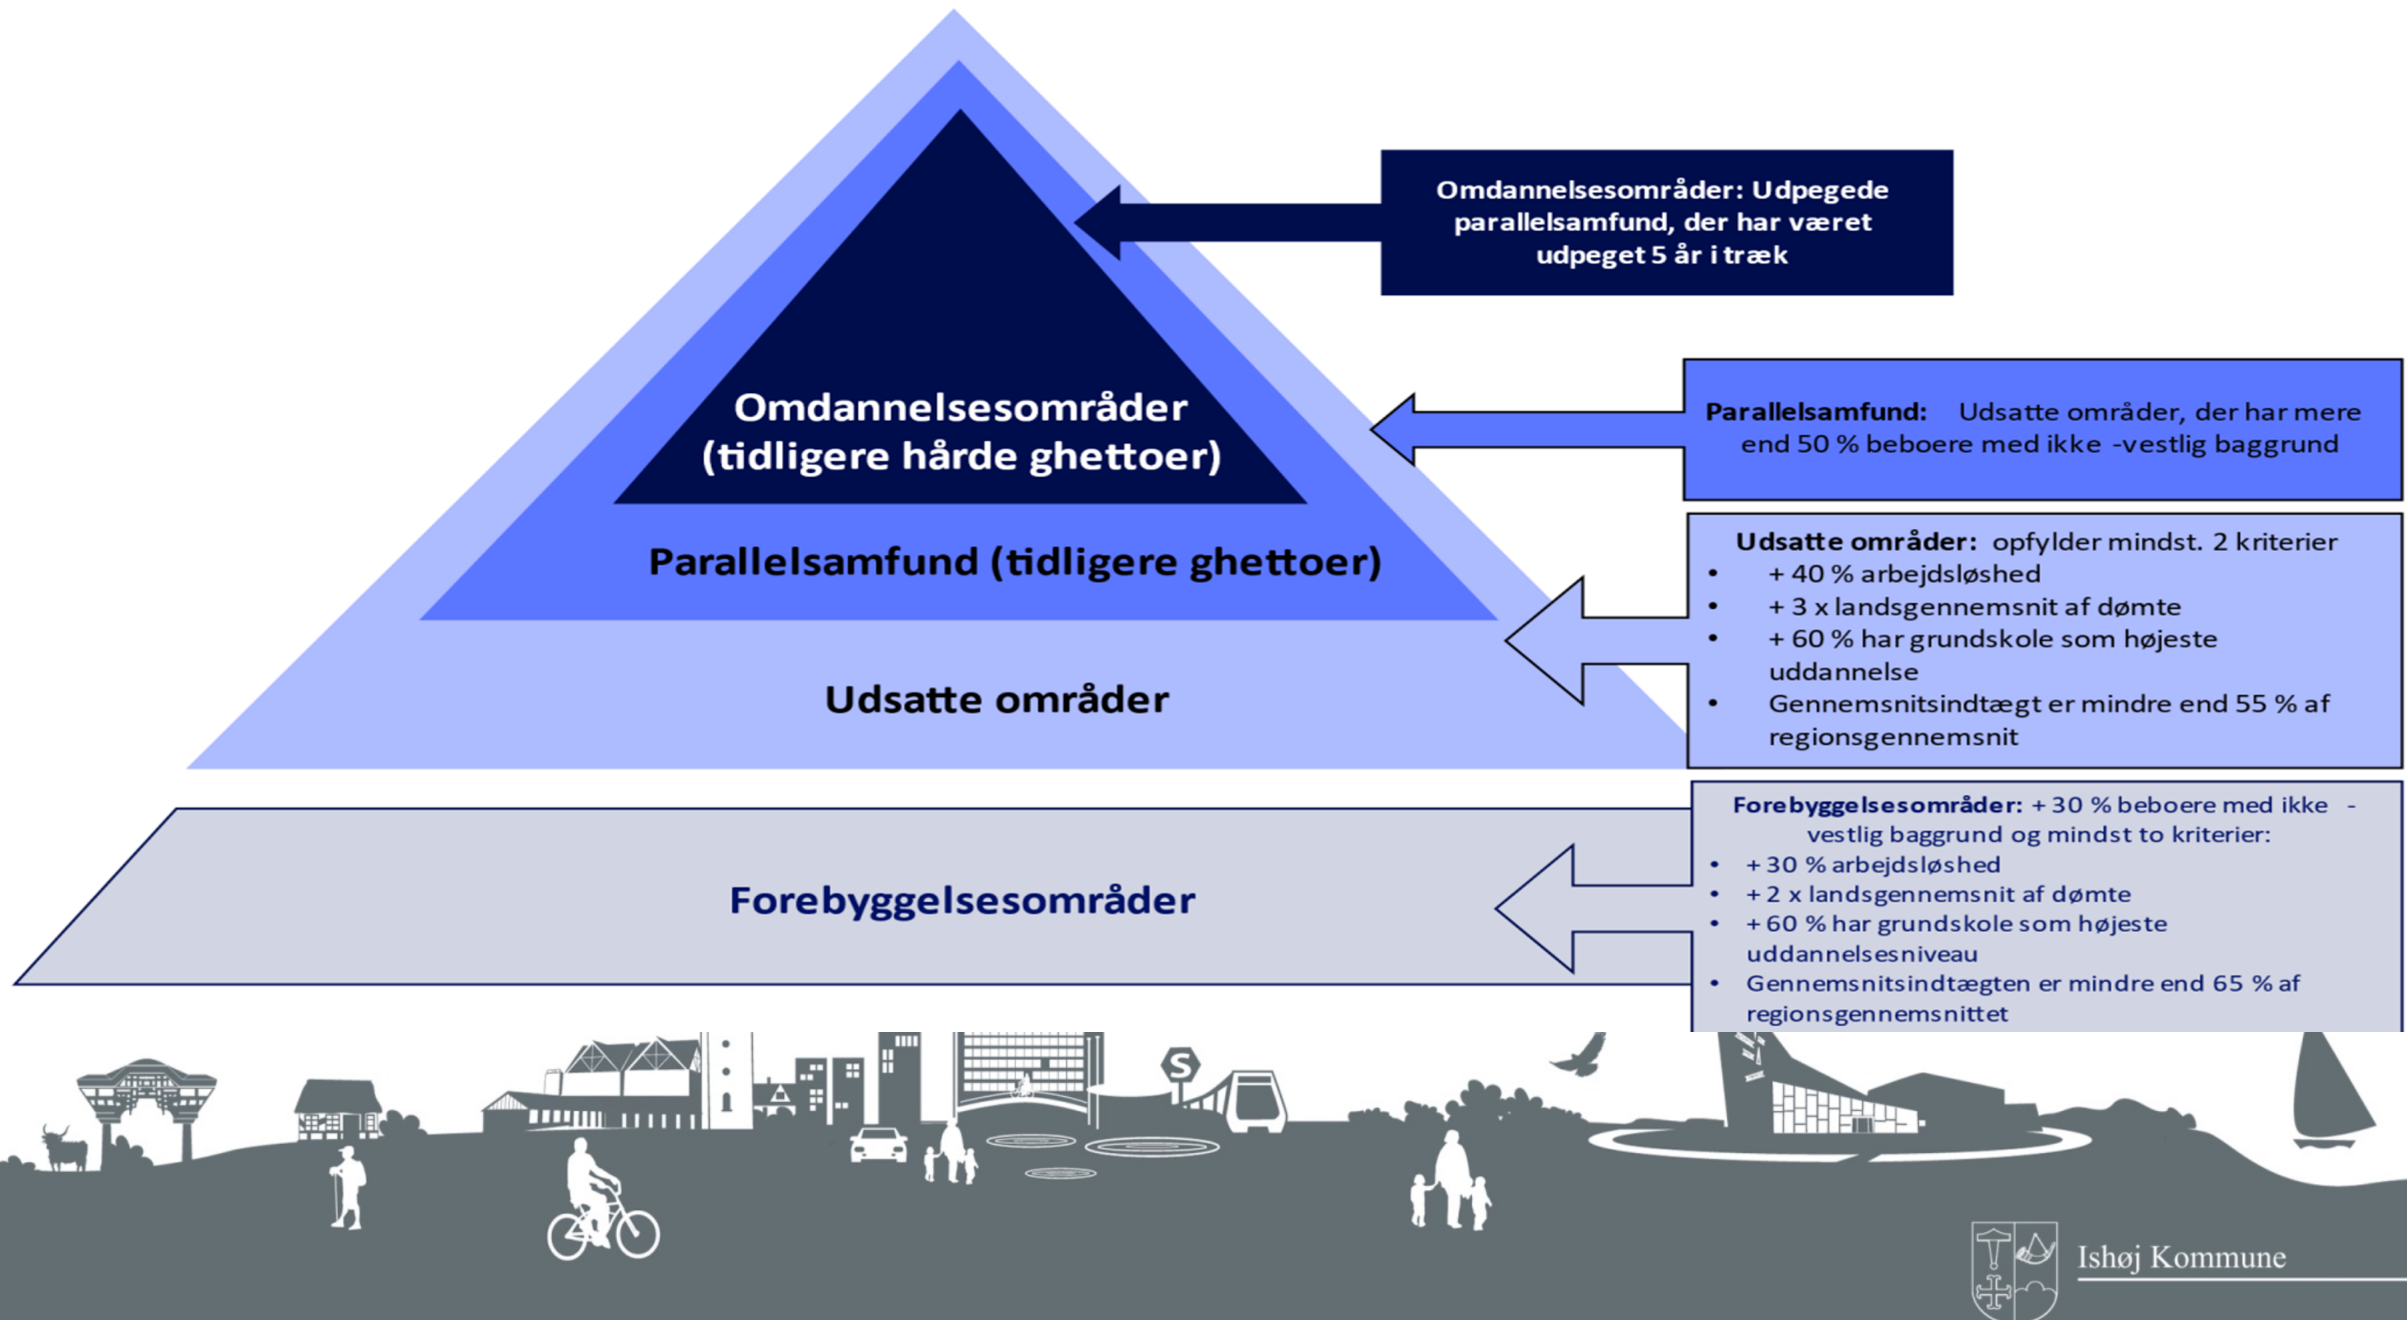 Omdannelsesområder: Udpegede
parallelsamfund, der har været
udpeget 5 år i træk
Omdannelsesområder
(tidligere hårde ghettoer)
Parallelsamfund: Udsatte områder, der har mere
end 50 % beboere med ikke -vestlig baggrund
Parallelsamfund (tidligere ghettoer)
Udsatte områder: opfylder mindst. 2 kriterier
• + 40 % arbejdsløshed
• + 3 x landsgennemsnit af dømte
• + 60 % har grundskole som højeste
uddannelse
• Gennemsnitsindtægt er mindre end 55 % af
regionsgennemsnit
Udsatte områder
Forebyggelsesområder: + 30 % beboere med ikke -
vestlig baggrund og mindst to kriterier:
• + 30 % arbejdsløshed
• + 2 x landsgennemsnit af dømte
• + 60 % har grundskole som højeste
uddannelsesniveau
• Gennemsnitsindtægten er mindre end 65 % af
regionsgennemsnittet
Forebyggelsesområder
S
Ishøj Kommune